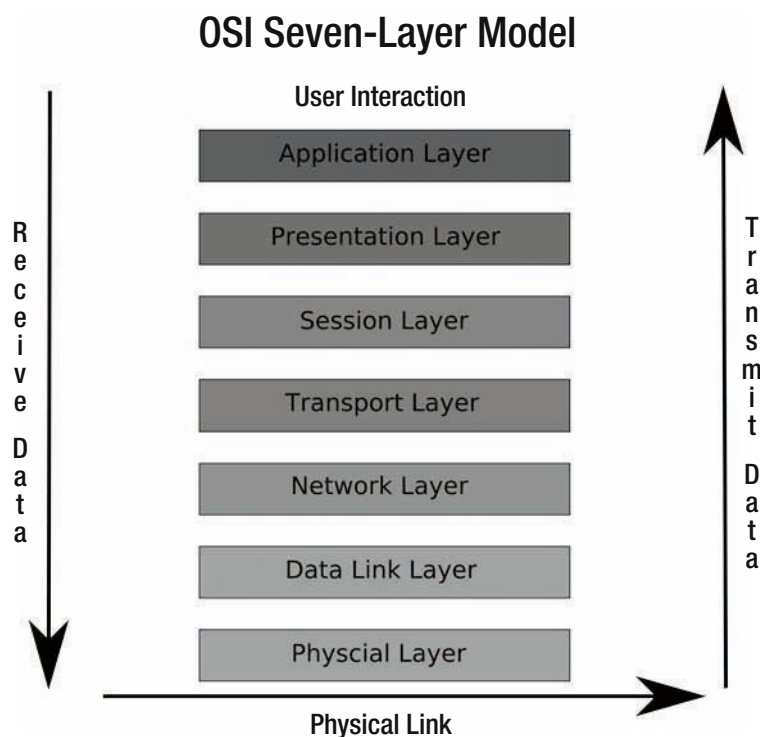 OSI Seven-Layer Model
User Interaction
Application Layer
Presentation Layer
Session Layer
Transport Layer
Network Layer
Data Link Layer
Physcial Layer
Physical Link
Receive Data
Transmit Data